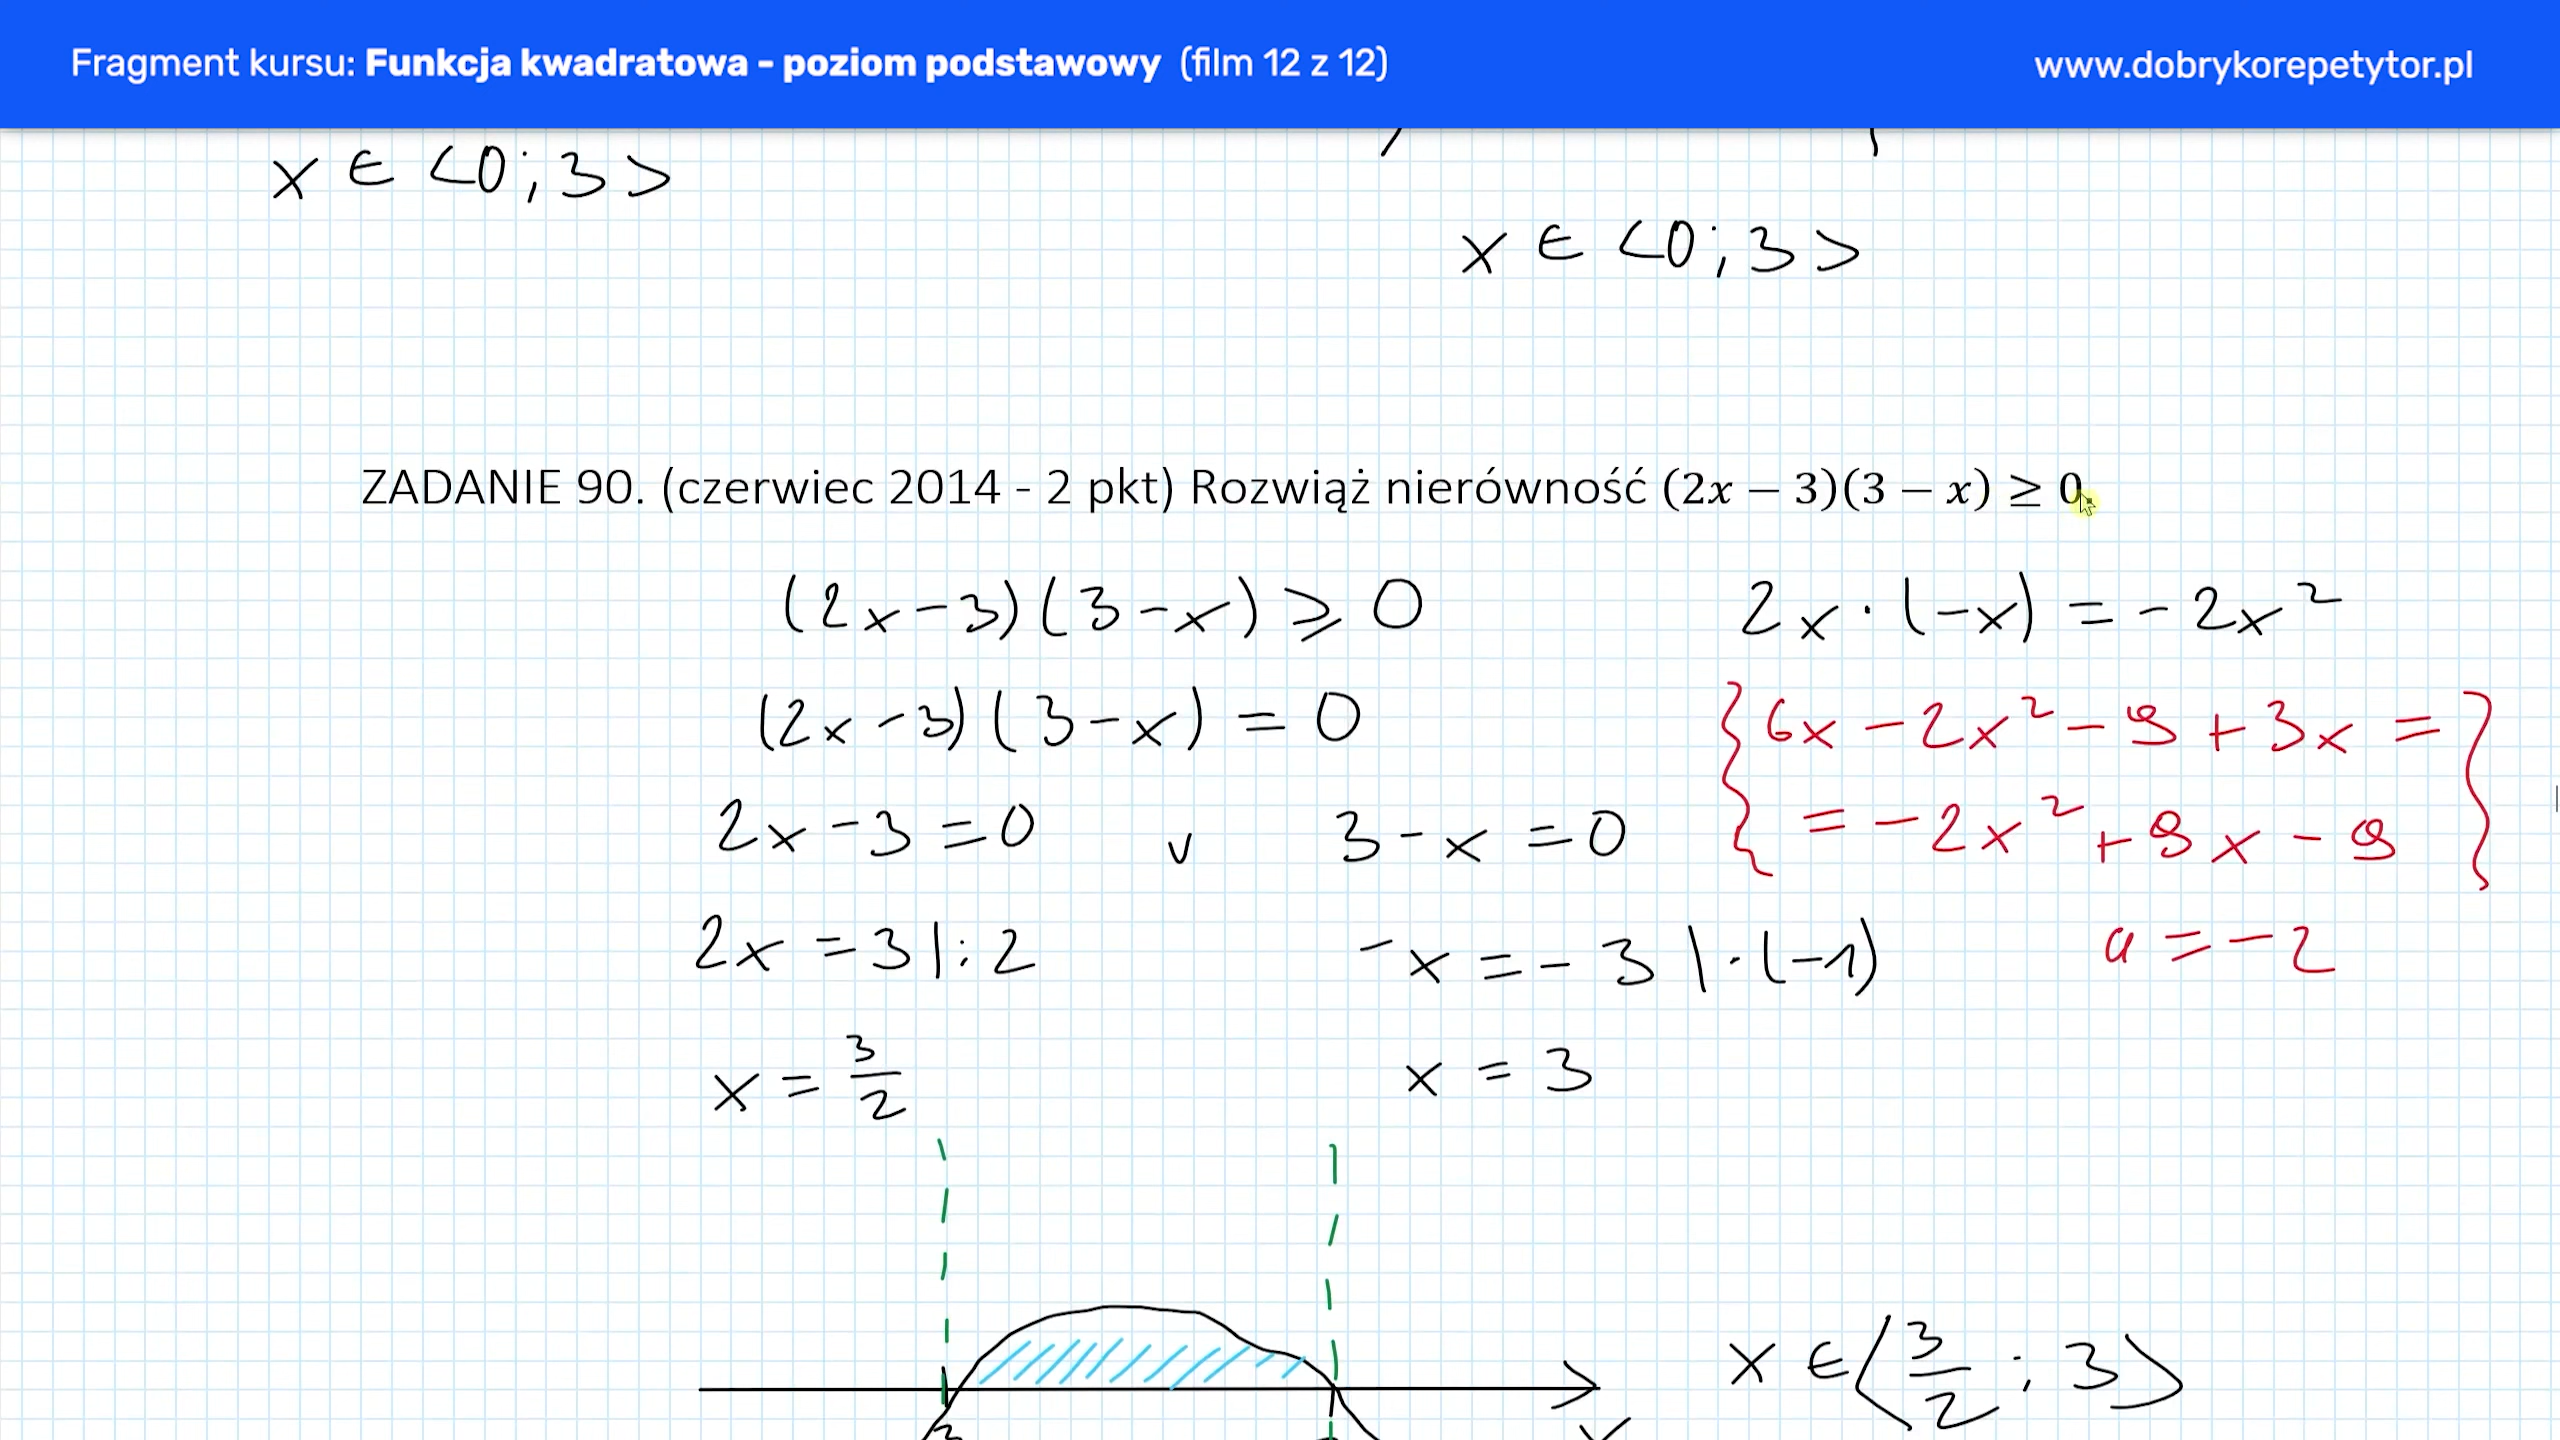 Fragment kursu: Funkcja kwadratowa - poziom podstawowy (film 12 z 12)
www.dobrykorepetytor.pl
x ∈ <0 ; 3>
x ∈ <0 ; 3>
ZADANIE 90. (czerwiec 2014 - 2 pkt) Rozwiąż nierówność (2x − 3)(3 − x) ≥ 0.
(2x - 3)(3 - x) ⩾ 0
2x · (-x) = -2x²
(2x - 3)(3 - x) = 0
{6x - 2x² - 9 + 3x =
= -2x² + 9x - 9}
2x - 3 = 0 v 3 - x = 0
2x = 3 |: 2
-x = -3 | · (-1)
a = -2
x = 3/2
x = 3
x ∈ ⟨3/2 ; 3⟩